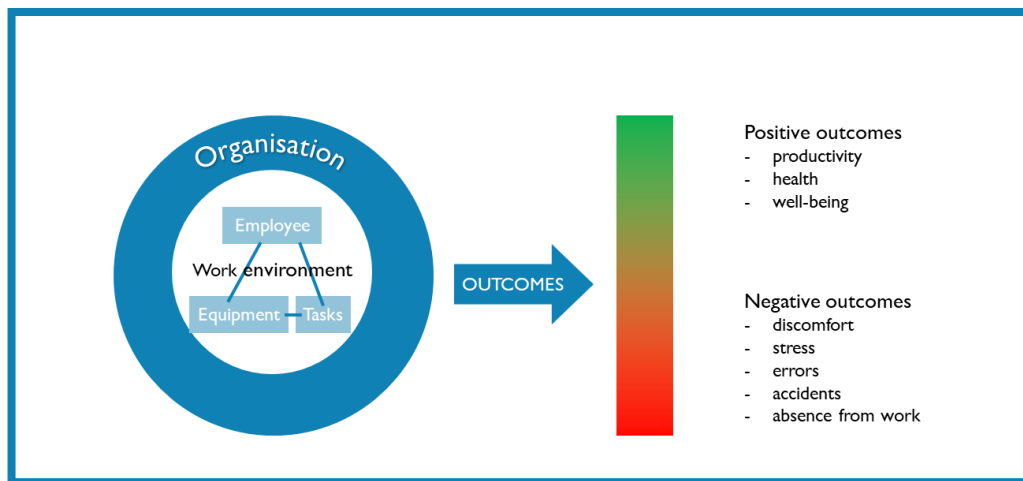 Organisation
Employee
Work environment
Equipment
Tasks
OUTCOMES
Positive outcomes
- productivity
- health
- well-being
Negative outcomes
- discomfort
- stress
- errors
- accidents
- absence from work